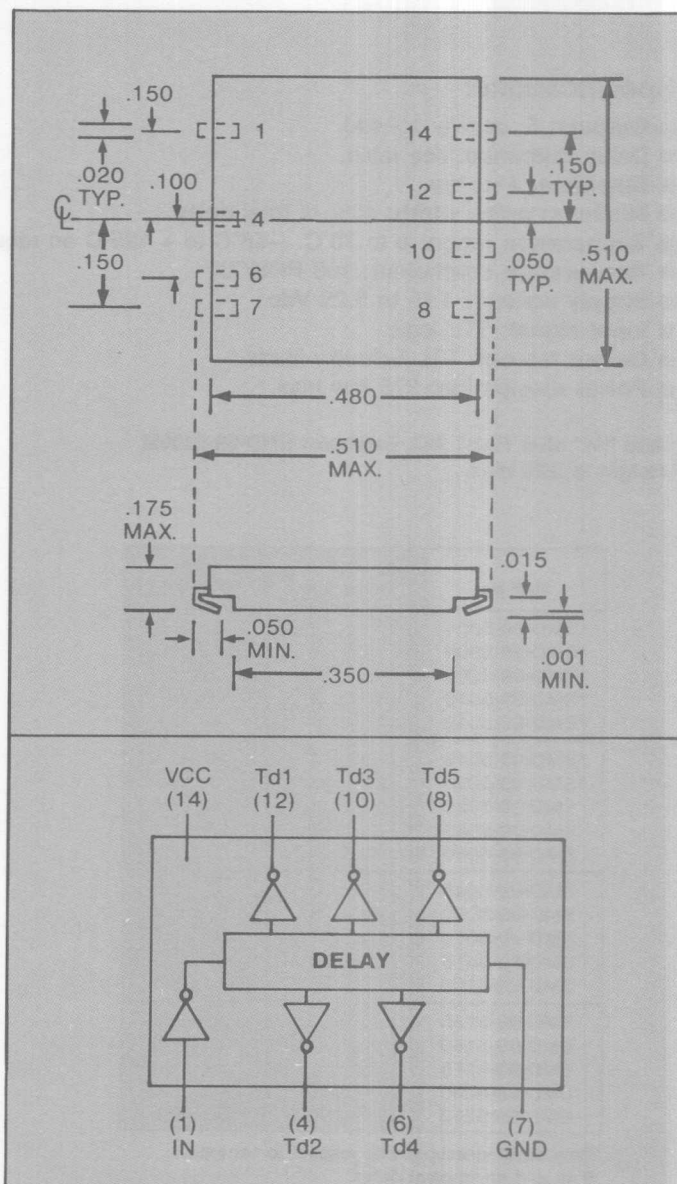 .150
1
14
.020
TYP.
.150
TYP.
12
.100
℄
4
.510
MAX.
10
.050
TYP.
.150
6
7
8
.480
.510
MAX.
.175
MAX.
.015
.050
MIN.
.001
MIN.
.350
VCC Td1 Td3 Td5
(14) (12) (10) (8)
DELAY
(1) (4) (6) (7)
IN Td2 Td4 GND